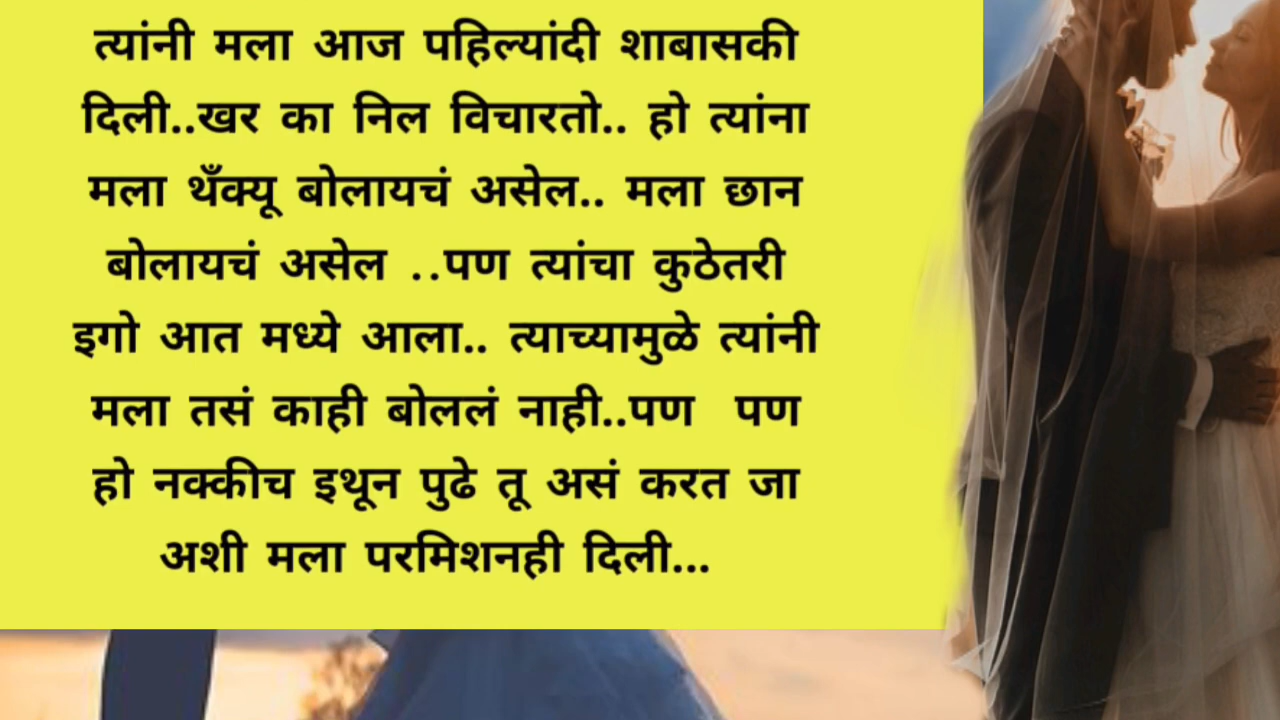 त्यांनी मला आज पहिल्यांदी शाबासकी
दिली..खर का निल विचारतो.. हो त्यांना
मला थँक्यू बोलायचं असेल.. मला छान
बोलायचं असेल ..पण त्यांचा कुठेतरी
इगो आत मध्ये आला.. त्याच्यामुळे त्यांनी
मला तसं काही बोललं नाही..पण पण
हो नक्कीच इथून पुढे तू असं करत जा
अशी मला परमिशनही दिली...